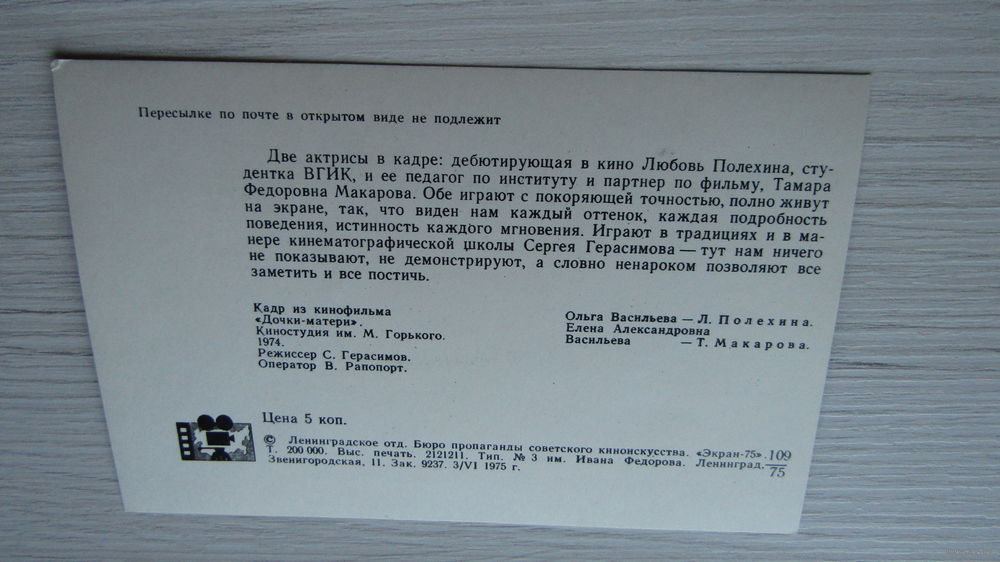 Пересылке по почте в открытом виде не подлежит
Две актрисы в кадре: дебютирующая в кино Любовь Полехина, сту-
дентка ВГИК, и ее педагог по институту и партнер по фильму, Тамара
Федоровна Макарова. Обе играют с покоряющей точностью, полно живут
на экране, так, что виден нам каждый оттенок, каждая подробность
поведения, истинность каждого мгновения. Играют в традициях и в ма-
нере кинематографической школы Сергея Герасимова — тут нам ничего
не показывают, не демонстрируют, а словно ненароком позволяют все
заметить и все постичь.
Кадр из кинофильма
«Дочки-матери».
Киностудия им. М. Горького.
1974.
Режиссер С. Герасимов.
Оператор В. Рапопорт.
Ольга Васильева — Л. Полехина.
Елена Александровна
Васильева — Т. Макарова.
Цена 5 коп.
© Ленинградское отд. Бюро пропаганды советского киноискусства. «Экран-75». 109
Т. 200 000. Выс. печать. 2121211. Тип. № 3 им. Ивана Федорова. Ленинград,
75
Звенигородская, 11. Зак. 9237. 3/VI 1975 г.